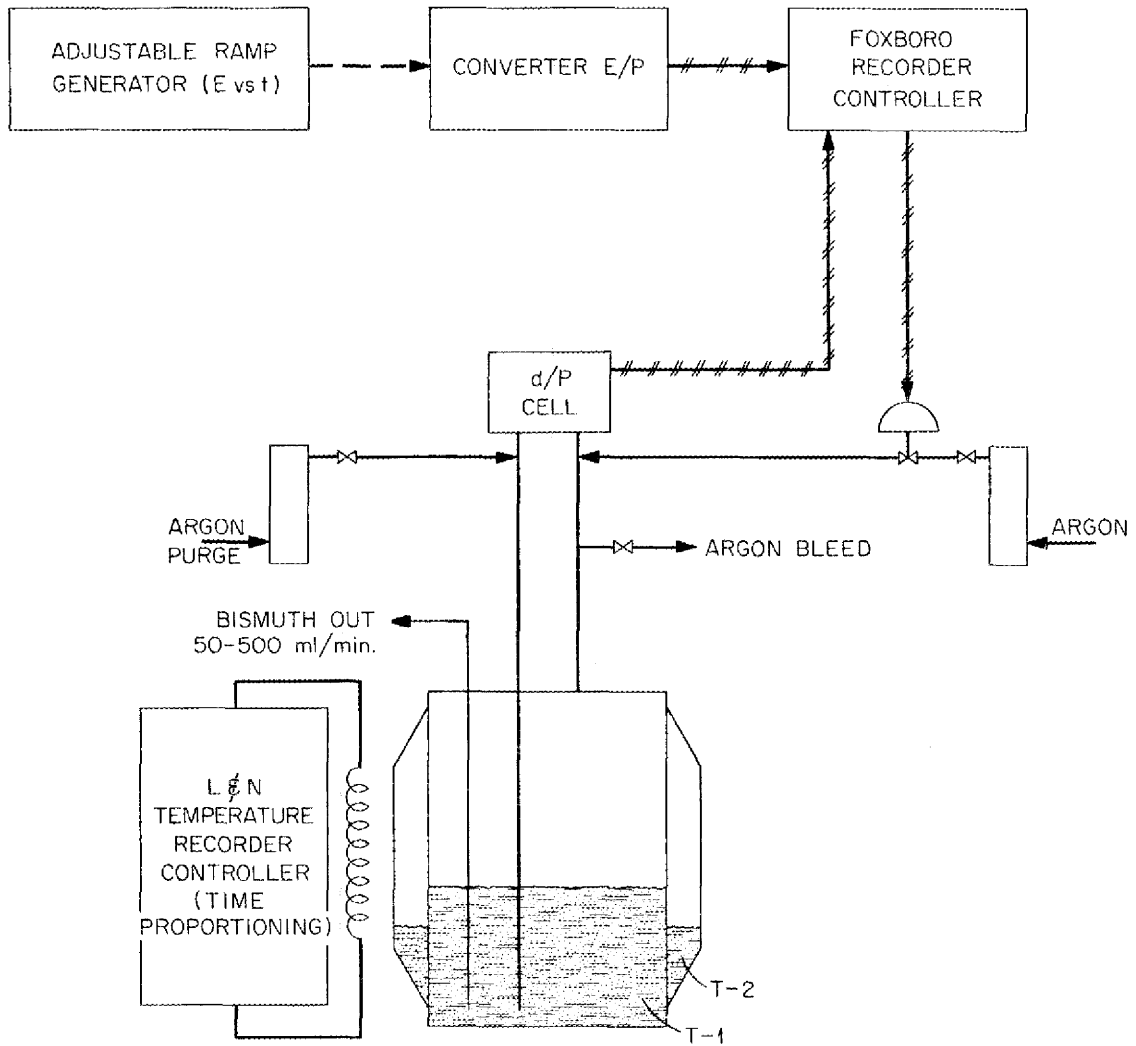 ADJUSTABLE RAMP
GENERATOR (E vs t)
CONVERTER E/P
FOXBORO
RECORDER
CONTROLLER
d/P
CELL
ARGON
PURGE
ARGON
ARGON BLEED
BISMUTH OUT
50-500 ml/min.
L & N
TEMPERATURE
RECORDER
CONTROLLER
(TIME
PROPORTIONING)
T-2
T-1